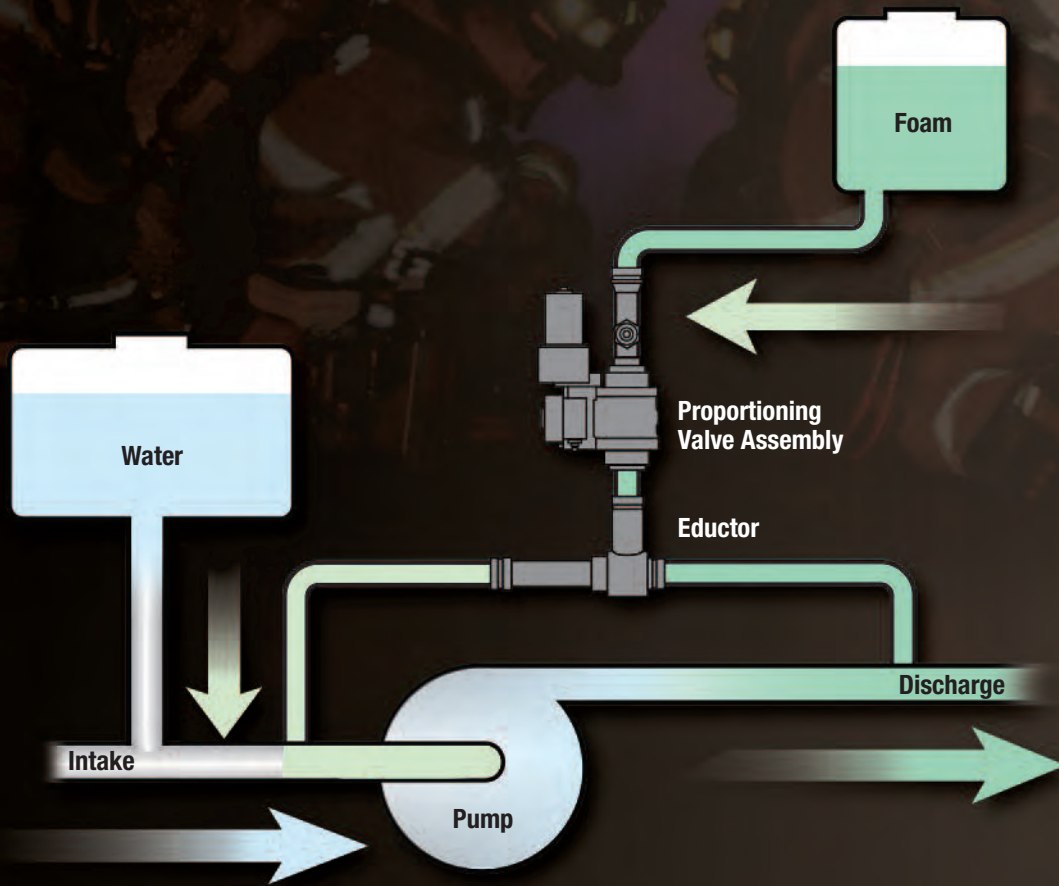 Foam
Proportioning
Valve Assembly
Water
Eductor
Discharge
Intake
Pump